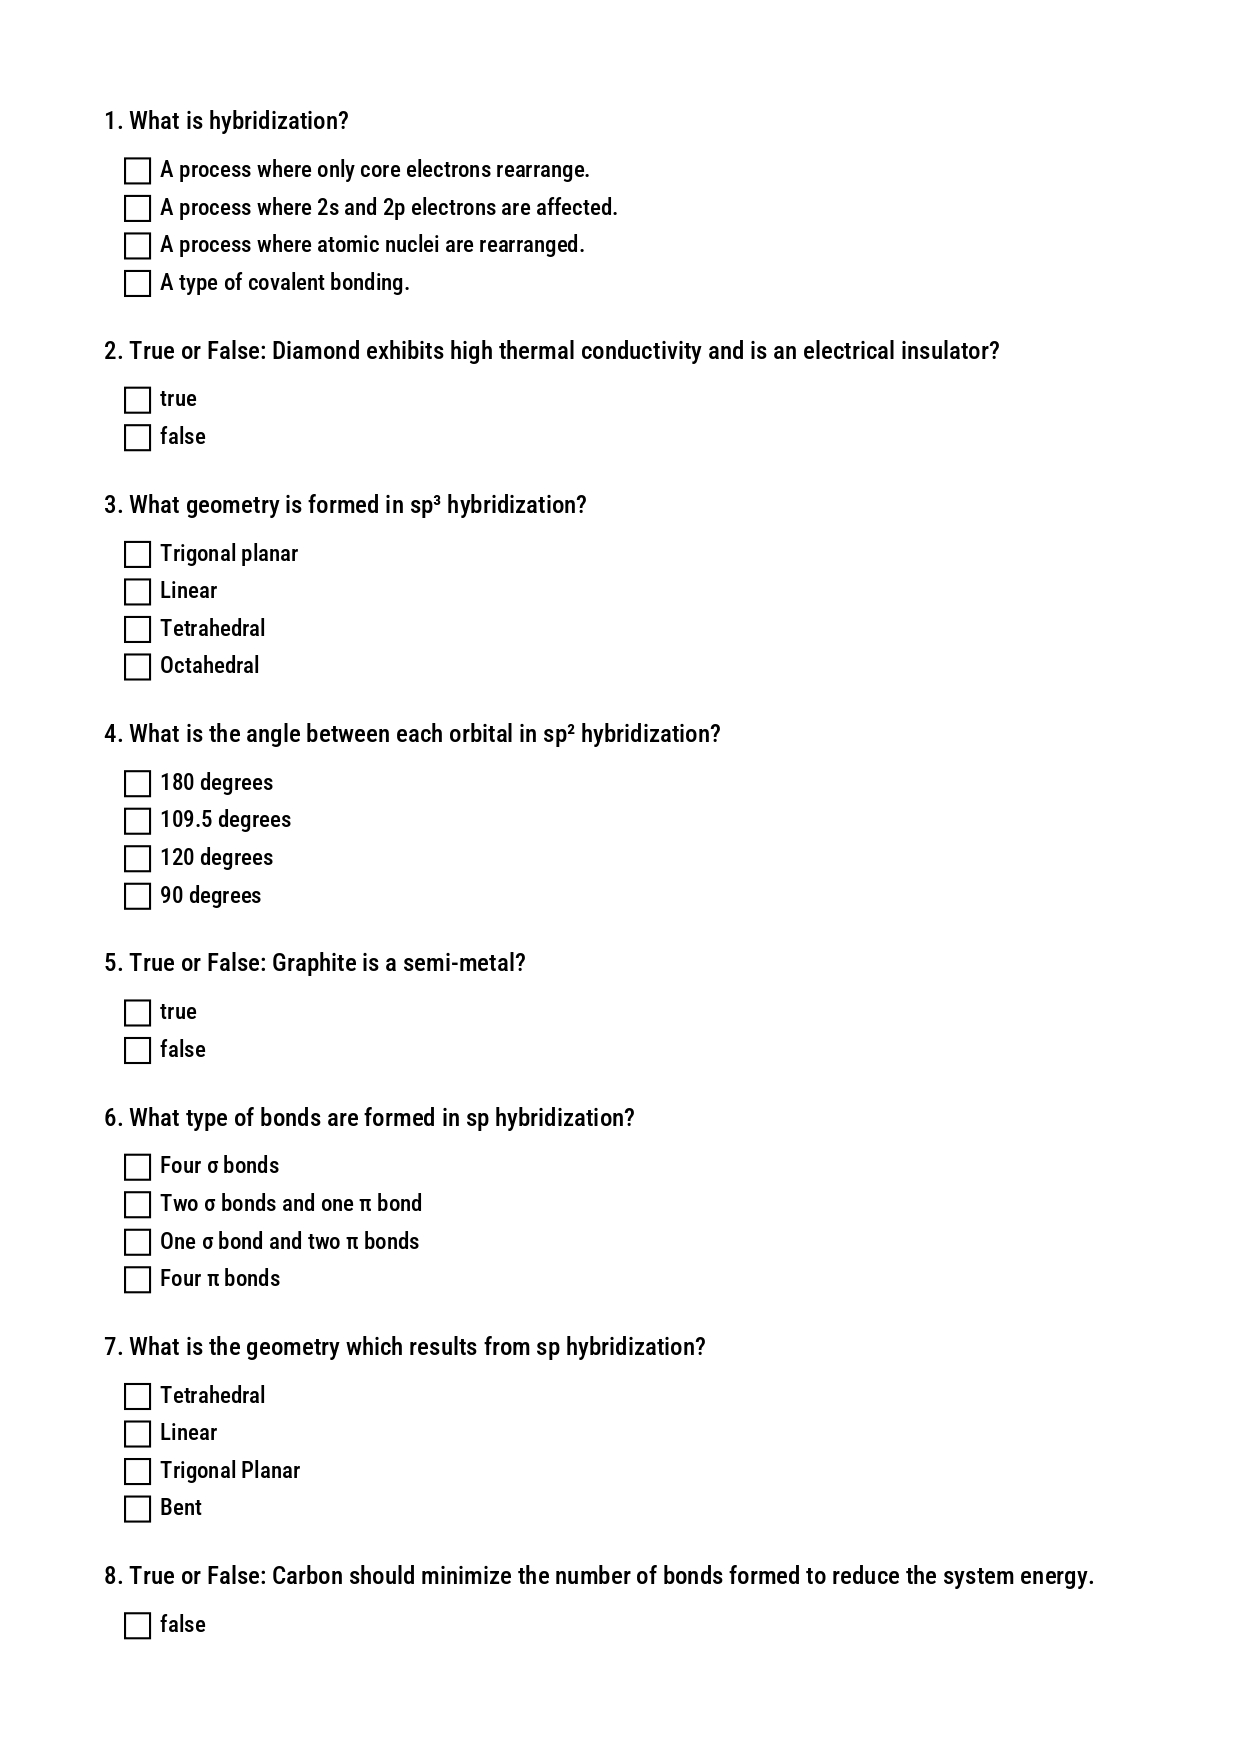 1. What is hybridization?
A process where only core electrons rearrange.
A process where 2s and 2p electrons are affected.
A process where atomic nuclei are rearranged.
A type of covalent bonding.
2. True or False: Diamond exhibits high thermal conductivity and is an electrical insulator?
true
false
3. What geometry is formed in sp³ hybridization?
Trigonal planar
Linear
Tetrahedral
Octahedral
4. What is the angle between each orbital in sp² hybridization?
180 degrees
109.5 degrees
120 degrees
90 degrees
5. True or False: Graphite is a semi-metal?
true
false
6. What type of bonds are formed in sp hybridization?
Four σ bonds
Two σ bonds and one π bond
One σ bond and two π bonds
Four π bonds
7. What is the geometry which results from sp hybridization?
Tetrahedral
Linear
Trigonal Planar
Bent
8. True or False: Carbon should minimize the number of bonds formed to reduce the system energy.
false